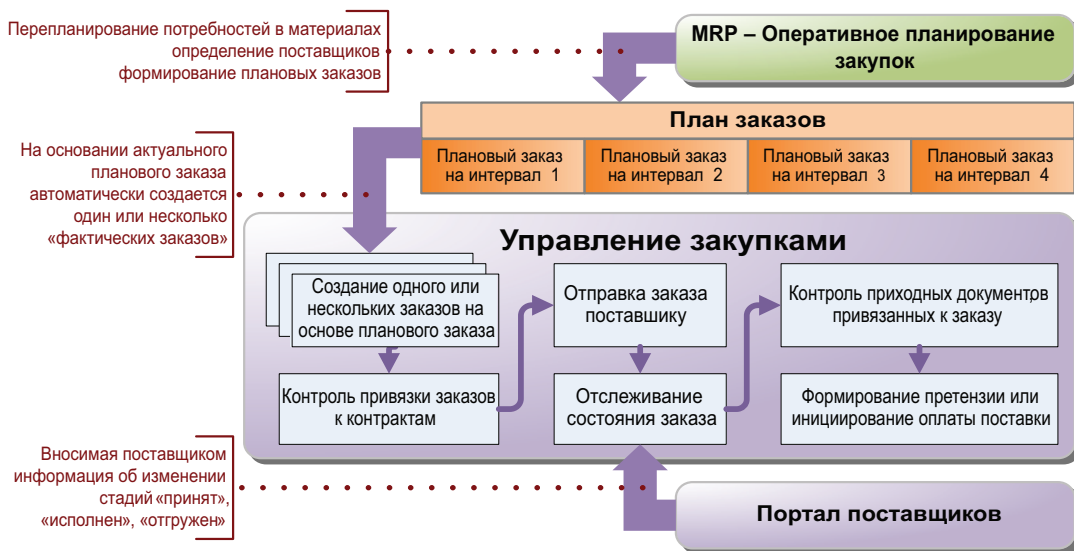 Перепланирование потребностей в материалах
определение поставщиков
формирование плановых заказов
MRP – Оперативное планирование
закупок
План заказов
Плановый заказ
на интервал 1
Плановый заказ
на интервал 2
Плановый заказ
на интервал 3
Плановый заказ
на интервал 4
На основании актуального
планового заказа
автоматически создается
один или несколько
«фактических заказов»
Управление закупками
Создание одного или
нескольких заказов на
основе планового заказа
Отправка заказа
поставшику
Контроль приходных документов
привязанных к заказу
Контроль привязки заказов
к контрактам
Отслеживание
состояния заказа
Формирование претензии или
инициирование оплаты поставки
Вносимая поставщиком
информация об изменении
стадий «принят»,
«исполнен», «отгружен»
Портал поставщиков